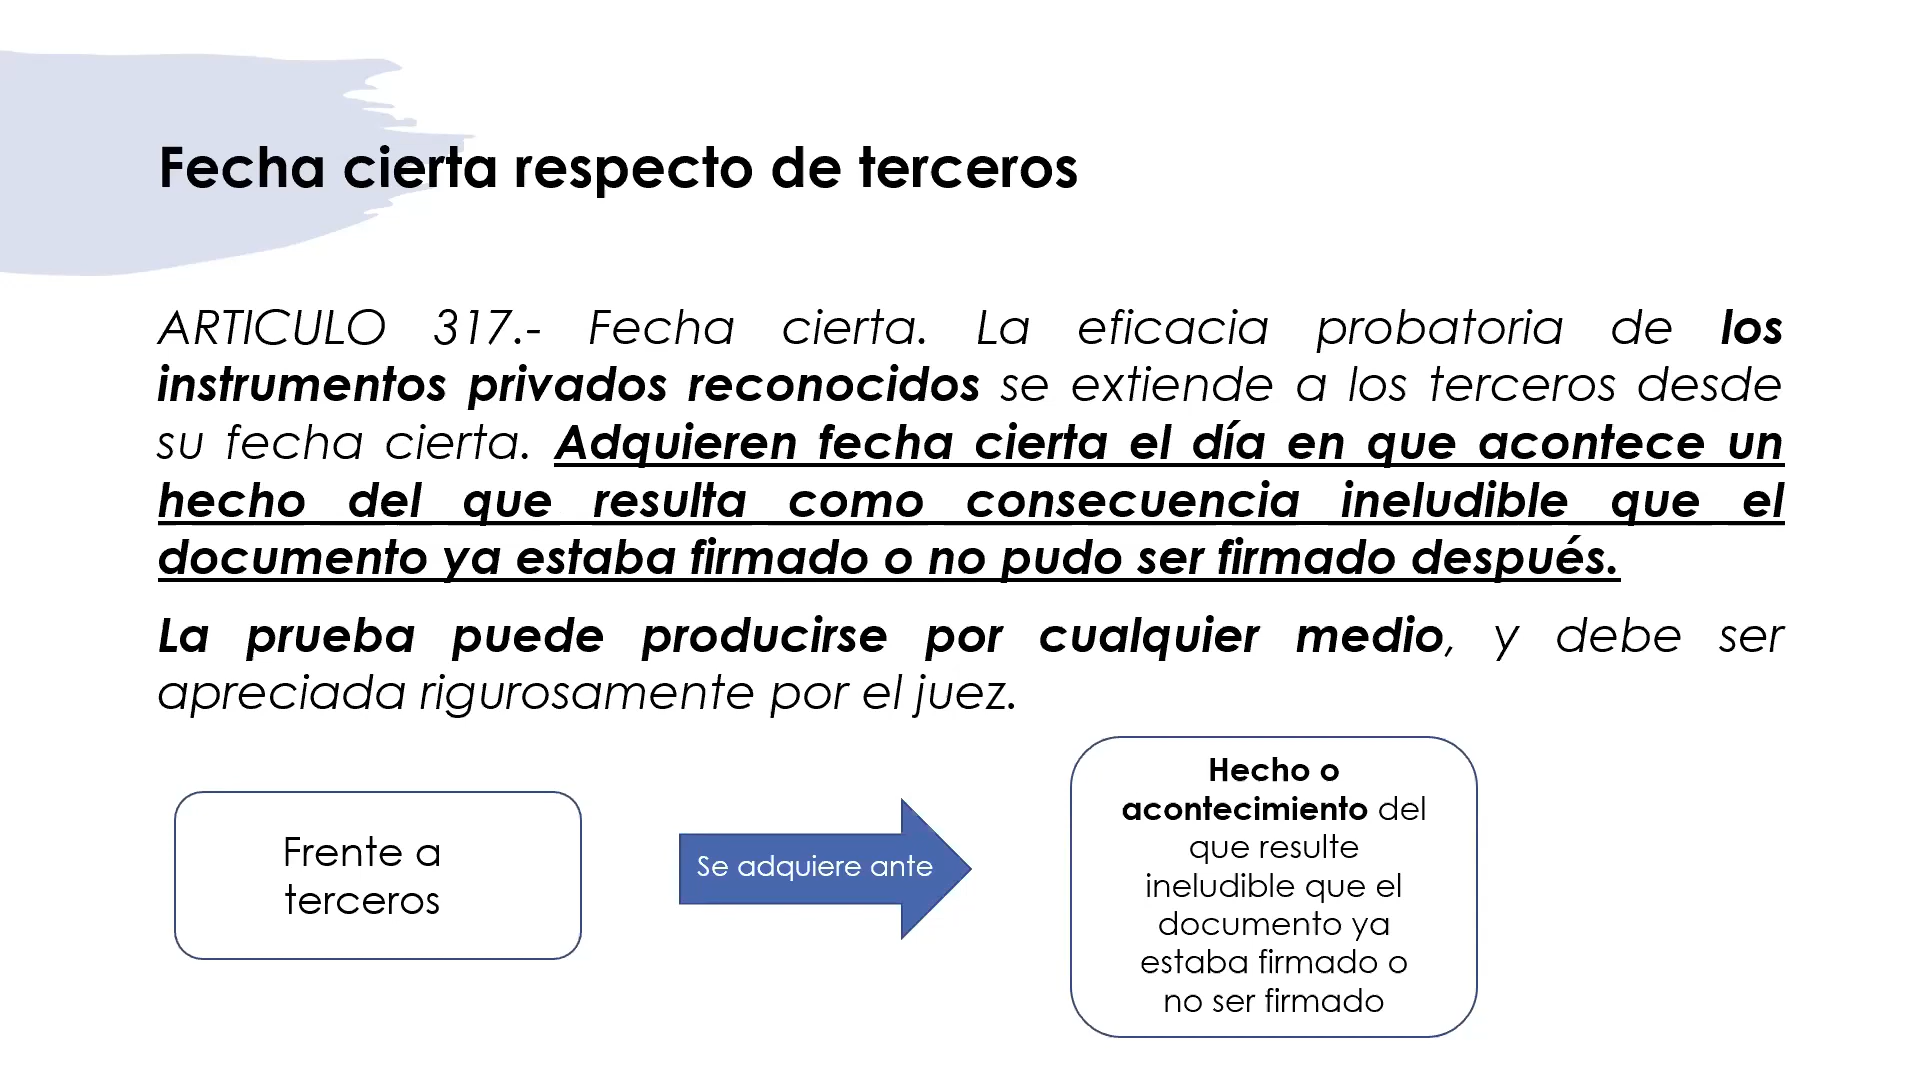 Fecha cierta respecto de terceros
ARTICULO 317.- Fecha cierta. La eficacia probatoria de los
instrumentos privados reconocidos se extiende a los terceros desde
su fecha cierta. Adquieren fecha cierta el día en que acontece un
hecho del que resulta como consecuencia ineludible que el
documento ya estaba firmado o no pudo ser firmado después.
La prueba puede producirse por cualquier medio, y debe ser
apreciada rigurosamente por el juez.
Frente a
terceros
Se adquiere ante
Hecho o
acontecimiento del
que resulte
ineludible que el
documento ya
estaba firmado o
no ser firmado